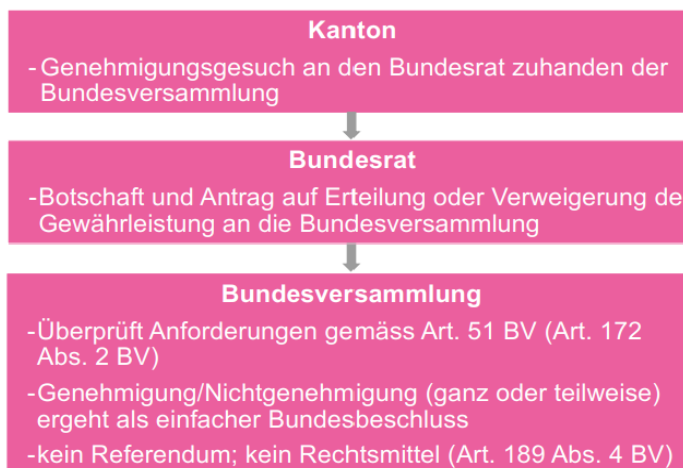 Kanton
-Genehmigungsgesuch an den Bundesrat zuhanden der
Bundesversammlung
Bundesrat
-Botschaft und Antrag auf Erteilung oder Verweigerung de
Gewährleistung an die Bundesversammlung
Bundesversammlung
-Überprüft Anforderungen gemäss Art. 51 BV (Art. 172
Abs. 2 BV)
-Genehmigung/Nichtgenehmigung (ganz oder teilweise)
ergeht als einfacher Bundesbeschluss
-kein Referendum; kein Rechtsmittel (Art. 189 Abs. 4 BV)